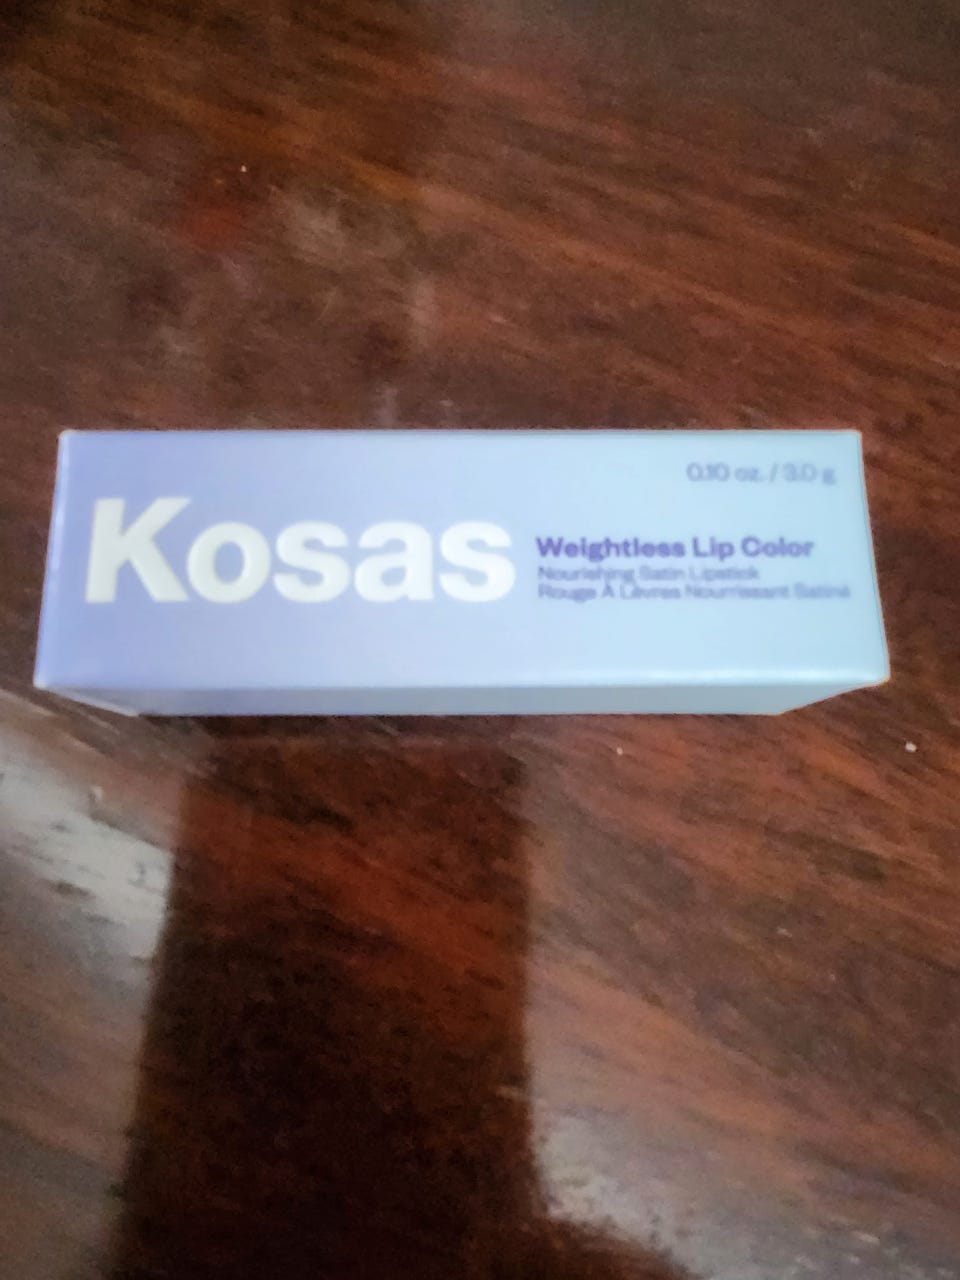 Kosas
0.10 oz. / 3.0 g
Weightless Lip Color
Nourishing Satin Lipstick
Rouge À Lèvres Nourrissant Satiné